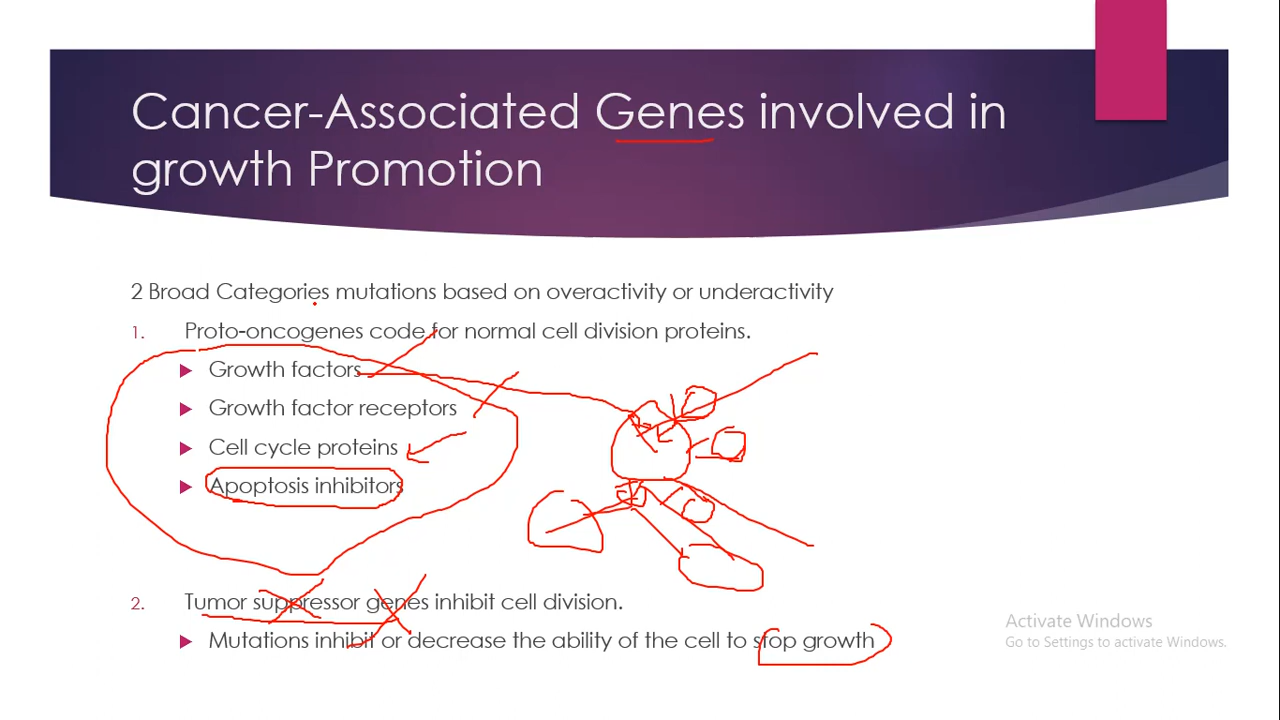 Cancer-Associated Genes involved in
growth Promotion
2 Broad Categories mutations based on overactivity or underactivity
1. Proto-oncogenes code for normal cell division proteins.
Growth factors
Growth factor receptors
Cell cycle proteins
Apoptosis inhibitors
2. Tumor suppressor genes inhibit cell division.
Mutations inhibit or decrease the ability of the cell to stop growth
Activate Windows
Go to Settings to activate Windows.